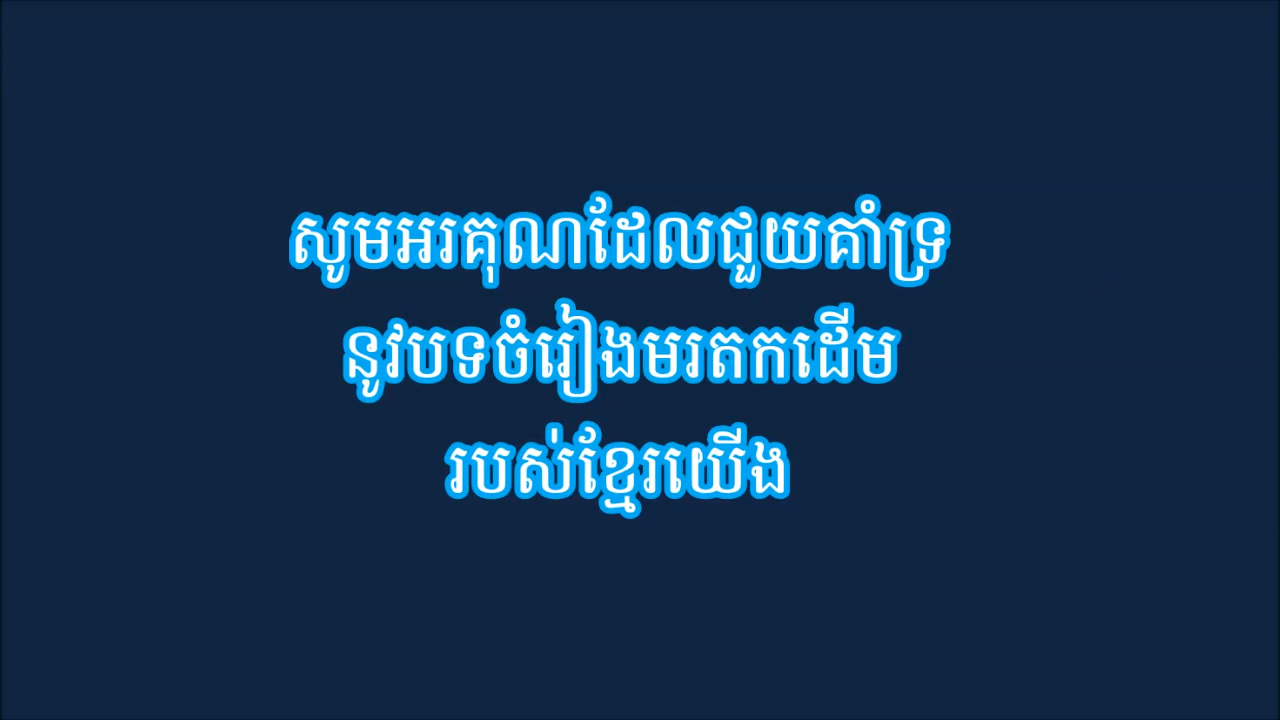 សូមអរគុណដែលជួយគាំទ្រ
នូវបទចំរៀងមរតកដើម
របស់ខ្មែរយើង